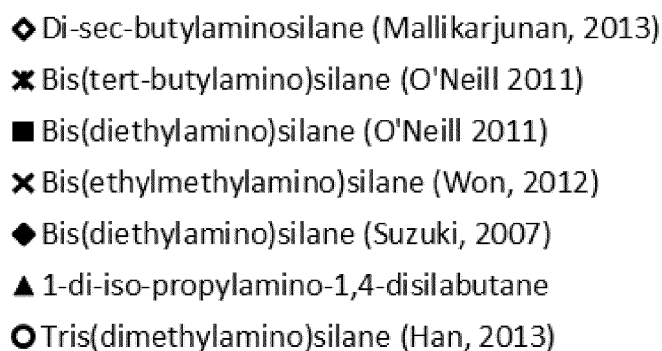 Di-sec-butylaminosilane (Mallikarjunan, 2013)
Bis(tert-butylamino)silane (O'Neill 2011)
Bis(diethylamino)silane (O'Neill 2011)
Bis(ethylmethylamino)silane (Won, 2012)
Bis(diethylamino)silane (Suzuki, 2007)
1-di-iso-propylamino-1,4-disilabutane
Tris(dimethylamino)silane (Han, 2013)